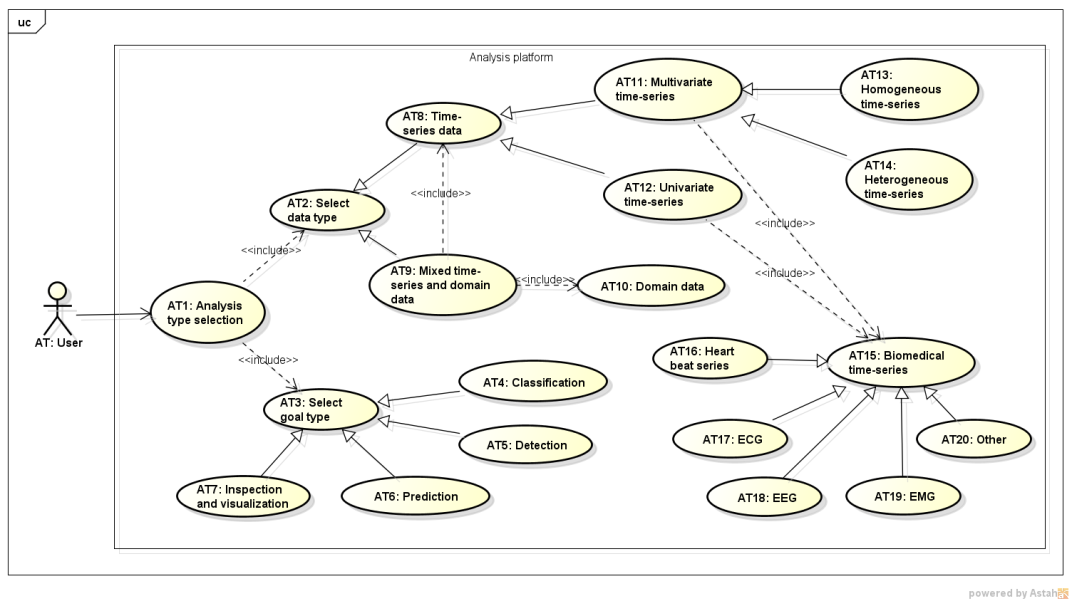 uc
Analysis platform
AT11: Multivariate
time-series
AT13:
Homogeneous
time-series
AT8: Time-
series data
AT14:
Heterogeneous
time-series
AT12: Univariate
time-series
<<include>>
AT2: Select
data type
<<include>>
<<include>>
AT9: Mixed time-
series and domain
data
<<include>>
<<include>>
AT10: Domain data
AT1: Analysis
type selection
AT: User
AT16: Heart
beat series
AT15: Biomedical
time-series
<<include>>
AT4: Classification
AT3: Select
goal type
AT5: Detection
AT17: ECG
AT20: Other
AT7: Inspection
and visualization
AT6: Prediction
AT18: EEG
AT19: EMG
powered by Astah